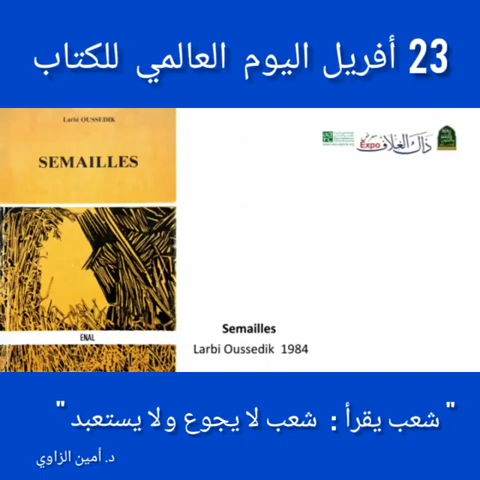 23 أفريل اليوم العالمي للكتاب
Larbi OUSSEDIK
SEMAILLES
ENAL
ذاك الغلاف
Expo
Semailles
Larbi Oussedik 1984
" شعب يقرأ : شعب لا يجوع ولا يستعبد "
د. أمين الزاوي